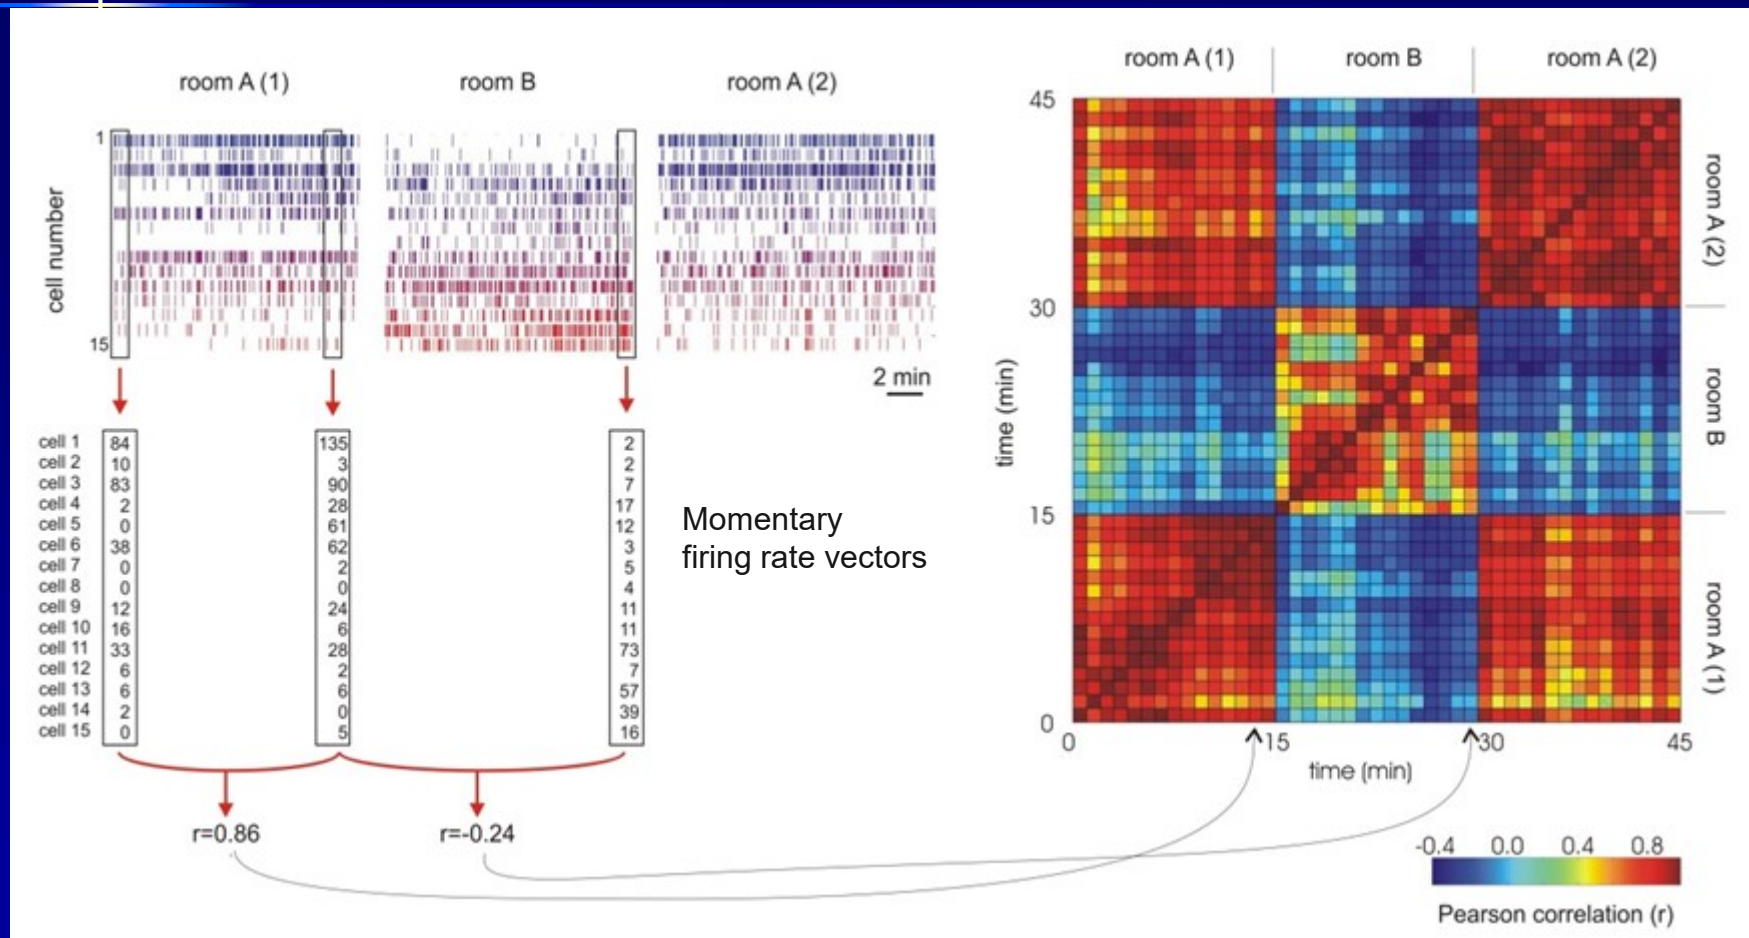 room A (1)
room B
room A (2)
cell number
1
15
2 min
cell 1 84 135 2
cell 2 10 3 2
cell 3 83 90 7
cell 4 2 28 17
cell 5 0 61 12
cell 6 38 62 3
cell 7 0 2 5
cell 8 0 0 4
cell 9 12 24 11
cell 10 16 6 11
cell 11 33 28 73
cell 12 6 2 7
cell 13 6 6 57
cell 14 2 0 39
cell 15 0 5 16
Momentary
firing rate vectors
r=0.86
r=-0.24
room A (1)
room B
room A (2)
45
30
15
0
time (min)
room A (2)
room B
room A (1)
0 15 30 45
time (min)
-0.4 0.0 0.4 0.8
Pearson correlation (r)